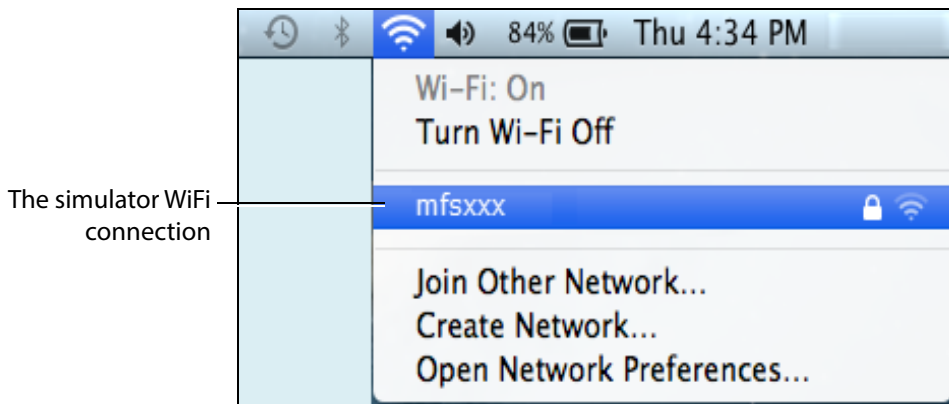 84% Thu 4:34 PM
Wi-Fi: On
Turn Wi-Fi Off
The simulator WiFi
connection
mfsxxx
Join Other Network...
Create Network...
Open Network Preferences...